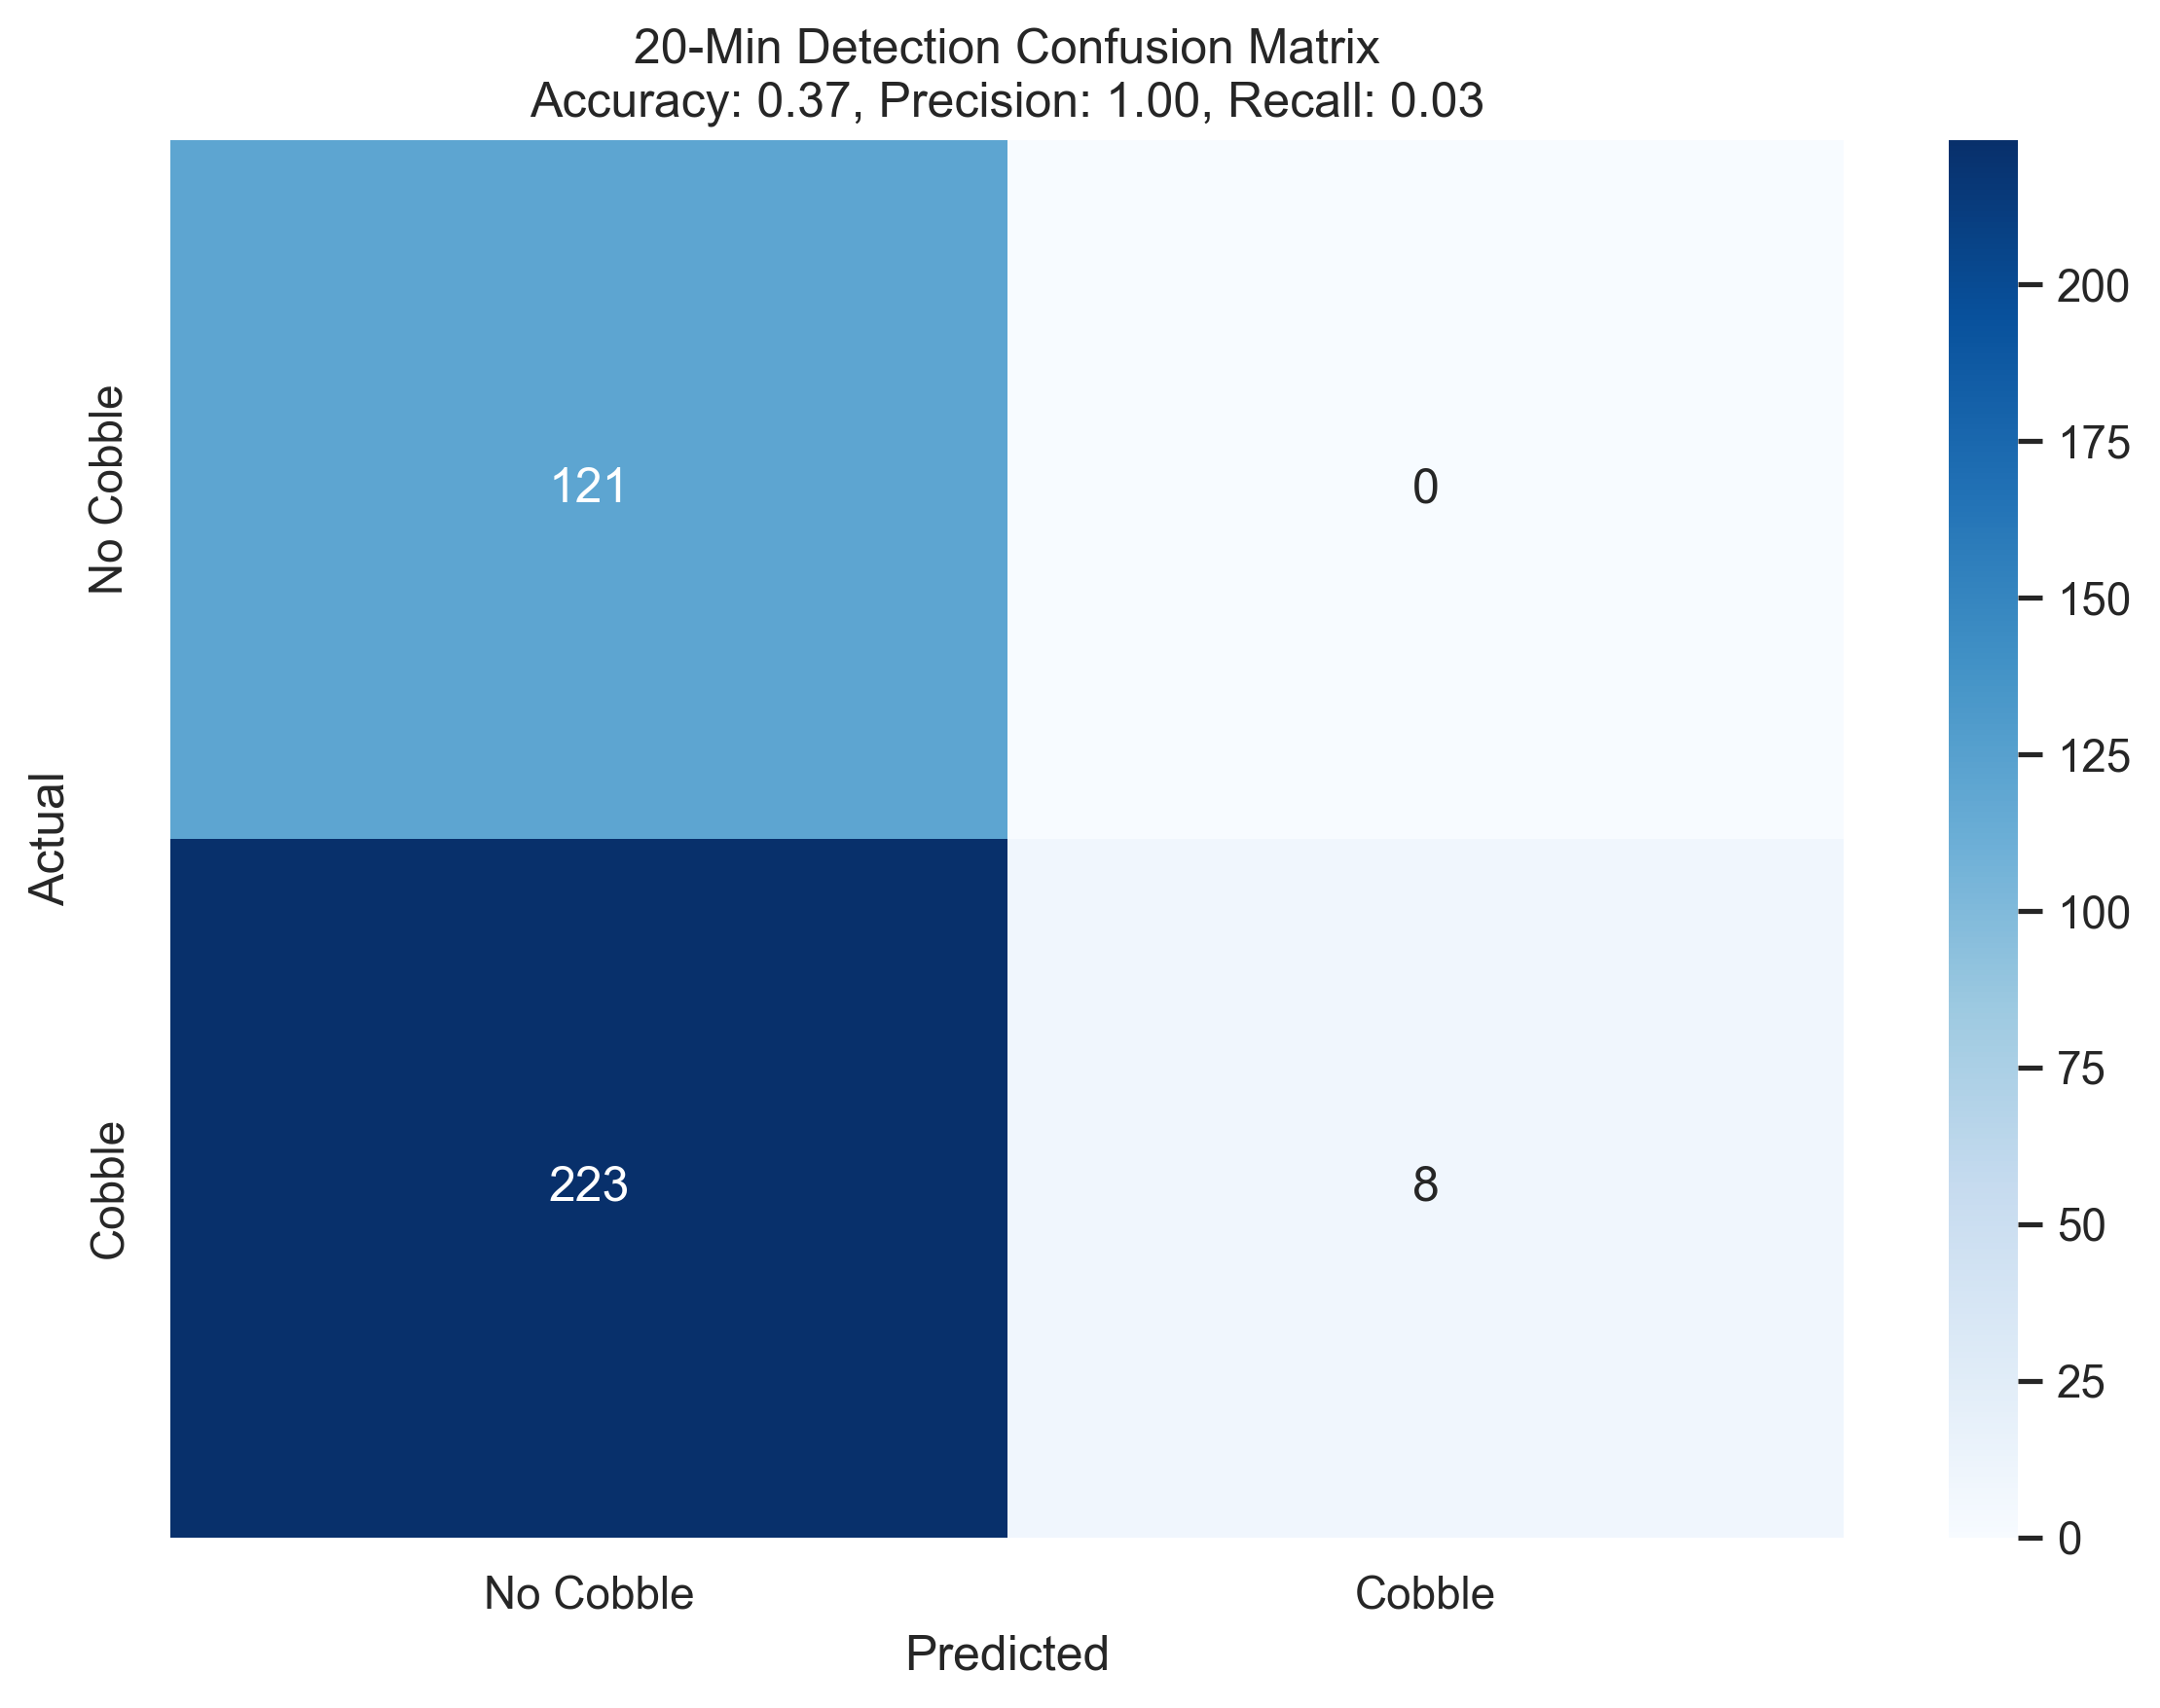 20-Min Detection Confusion Matrix
Accuracy: 0.37, Precision: 1.00, Recall: 0.03
Actual
No Cobble
Cobble
121
0
223
8
No Cobble
Cobble
Predicted
200
175
150
125
100
75
50
25
0